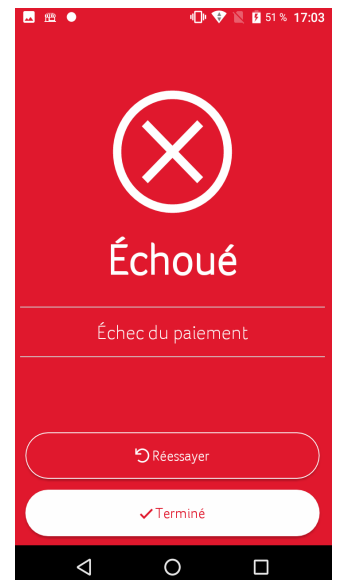 51 % 17:03
Échoué
Échec du paiement
Réessayer
Terminé